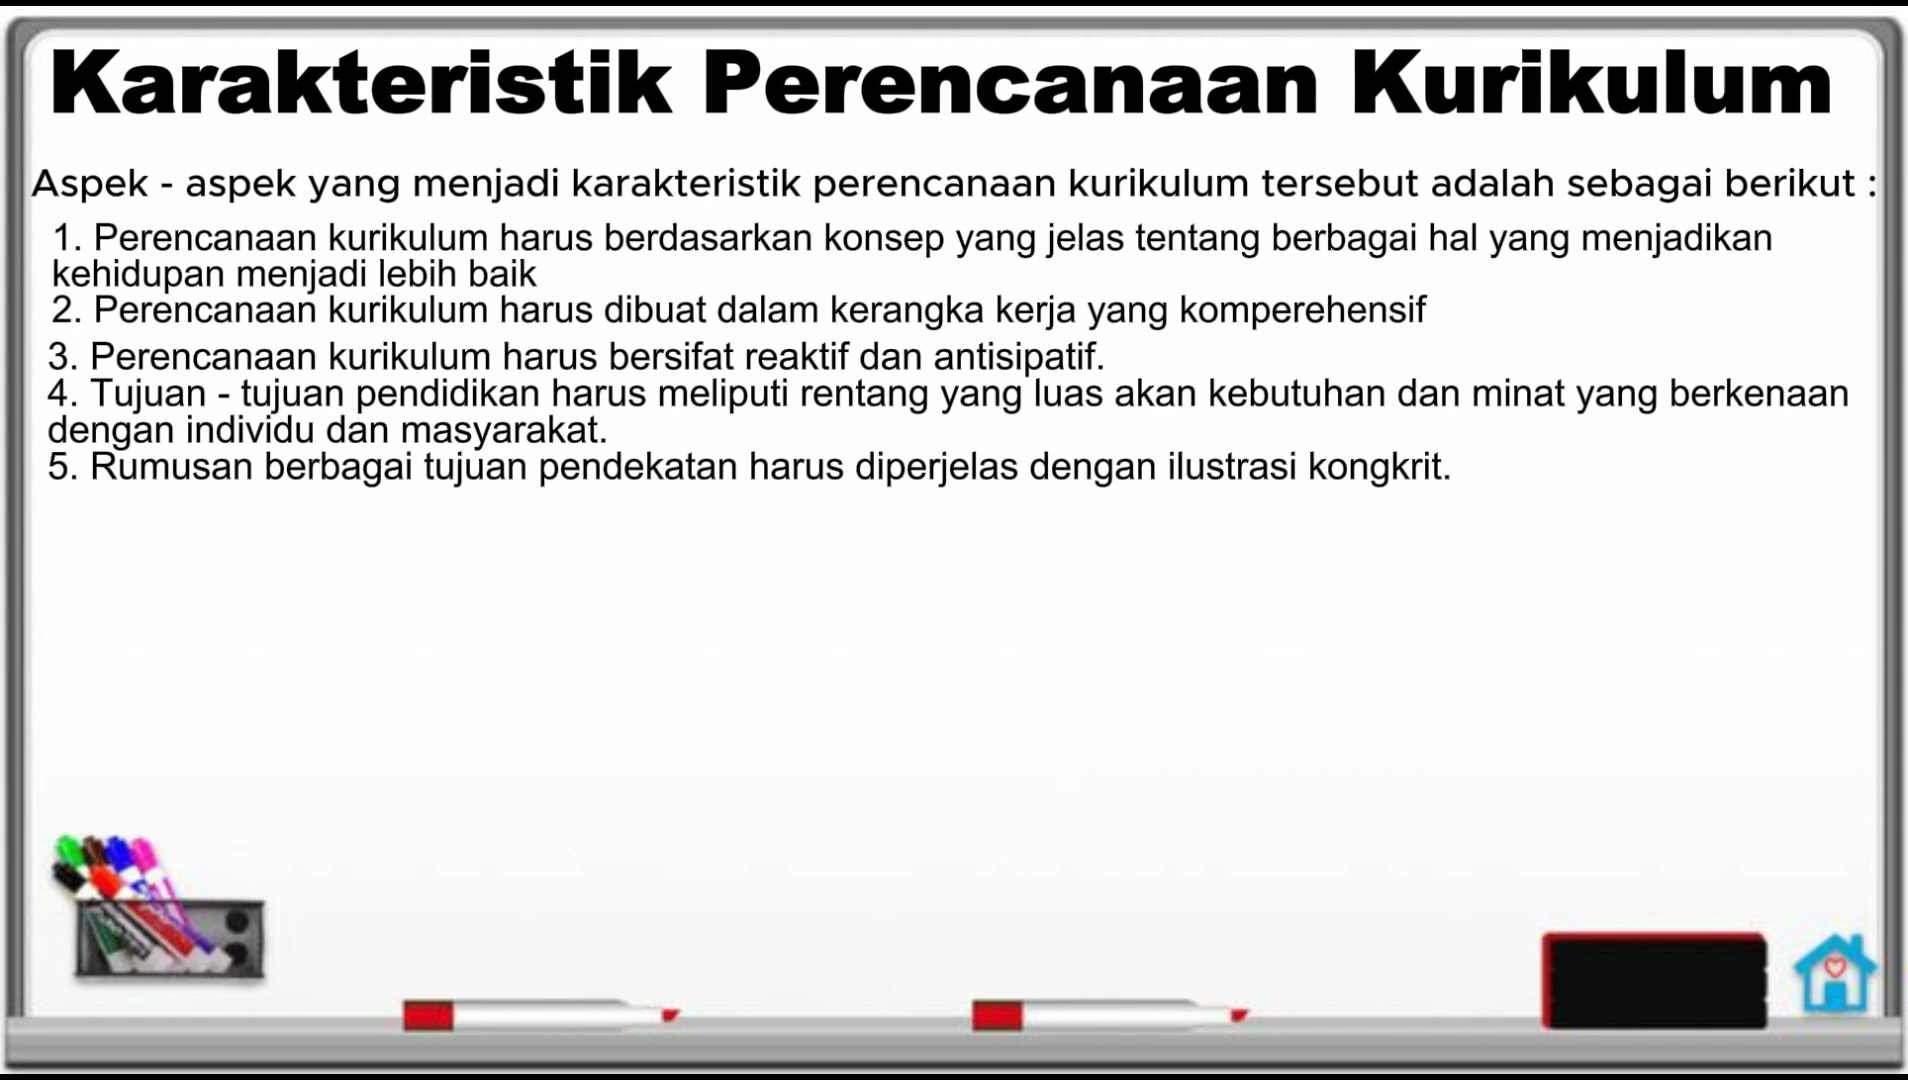 Karakteristik Perencanaan Kurikulum
Aspek - aspek yang menjadi karakteristik perencanaan kurikulum tersebut adalah sebagai berikut :
1. Perencanaan kurikulum harus berdasarkan konsep yang jelas tentang berbagai hal yang menjadikan
kehidupan menjadi lebih baik
2. Perencanaan kurikulum harus dibuat dalam kerangka kerja yang komperehensif
3. Perencanaan kurikulum harus bersifat reaktif dan antisipatif.
4. Tujuan - tujuan pendidikan harus meliputi rentang yang luas akan kebutuhan dan minat yang berkenaan
dengan individu dan masyarakat.
5. Rumusan berbagai tujuan pendekatan harus diperjelas dengan ilustrasi kongkrit.